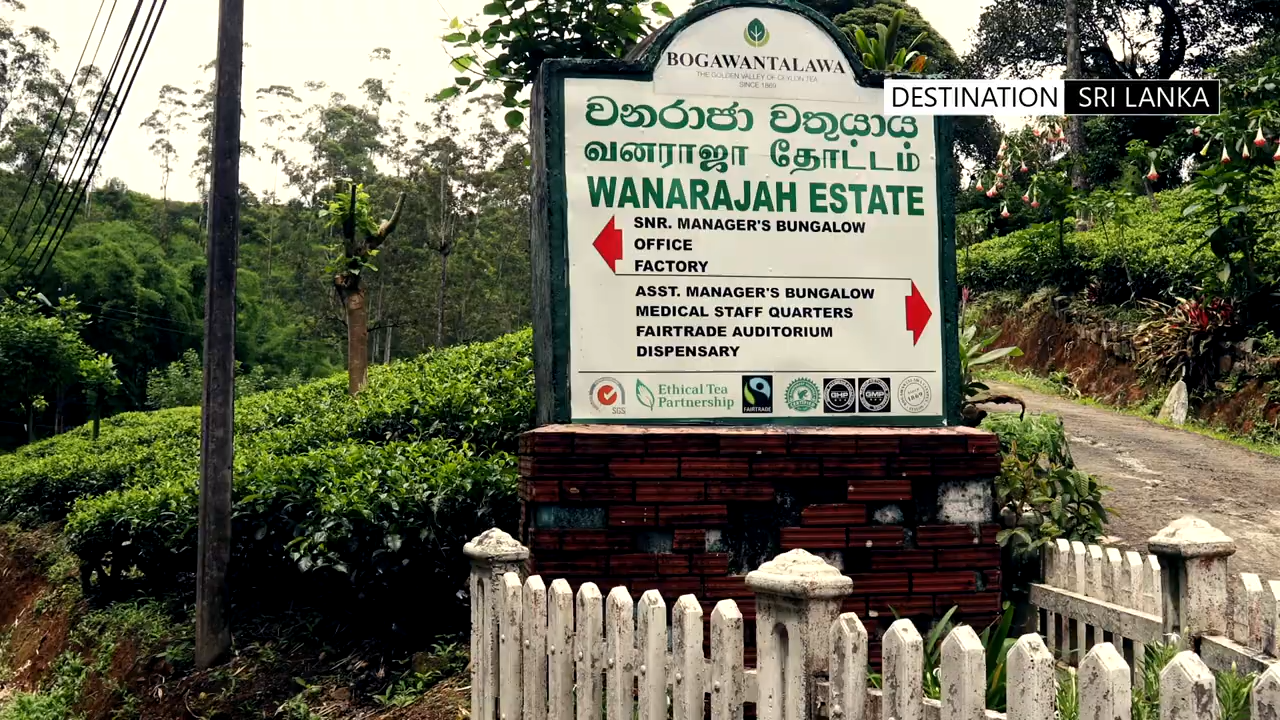 DESTINATION SRI LANKA
BOGAWANTALAWA
THE GOLDEN VALLEY OF CEYLON TEA
SINCE 1869
වනරාජා වතුයාය
வனராஜா தோட்டம்
WANARAJAH ESTATE
SNR. MANAGER'S BUNGALOW
OFFICE
FACTORY
ASST. MANAGER'S BUNGALOW
MEDICAL STAFF QUARTERS
FAIRTRADE AUDITORIUM
DISPENSARY
SGS
Ethical Tea
Partnership
FAIRTRADE
GHP
GMP
1869